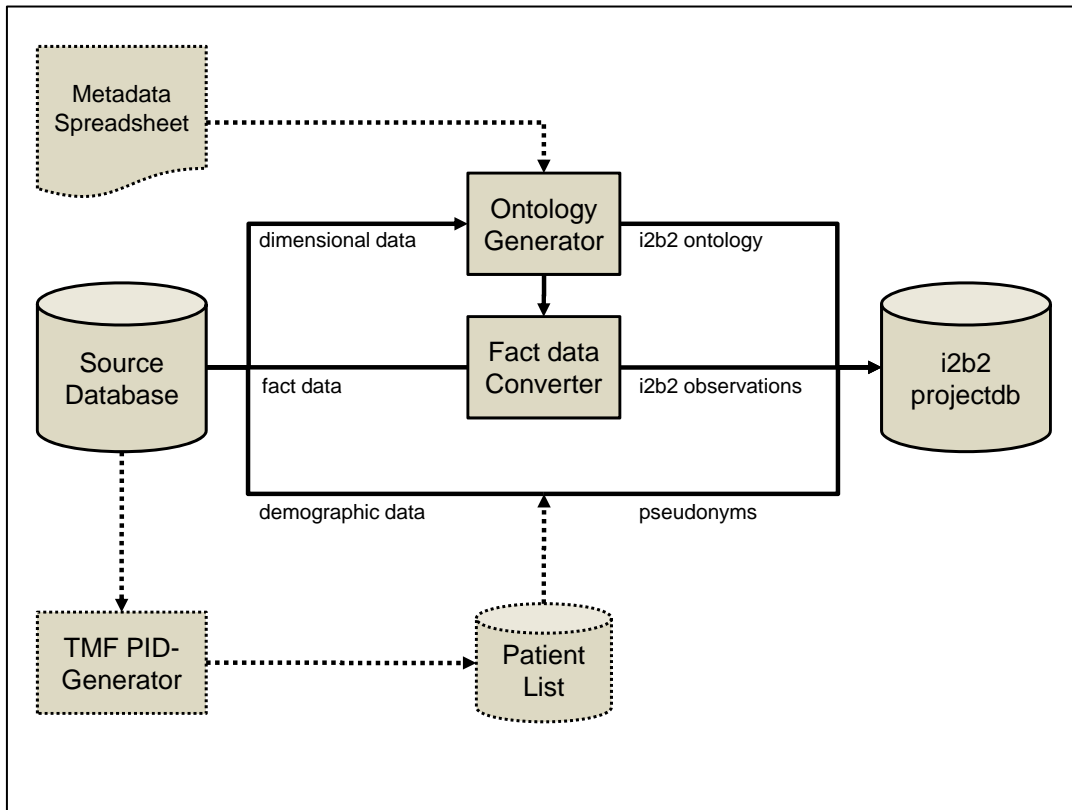 Metadata
Spreadsheet
Ontology
Generator
dimensional data
i2b2 ontology
Source
Database
Fact data
Converter
fact data
i2b2 observations
i2b2
projectdb
demographic data
pseudonyms
TMF PID-
Generator
Patient
List